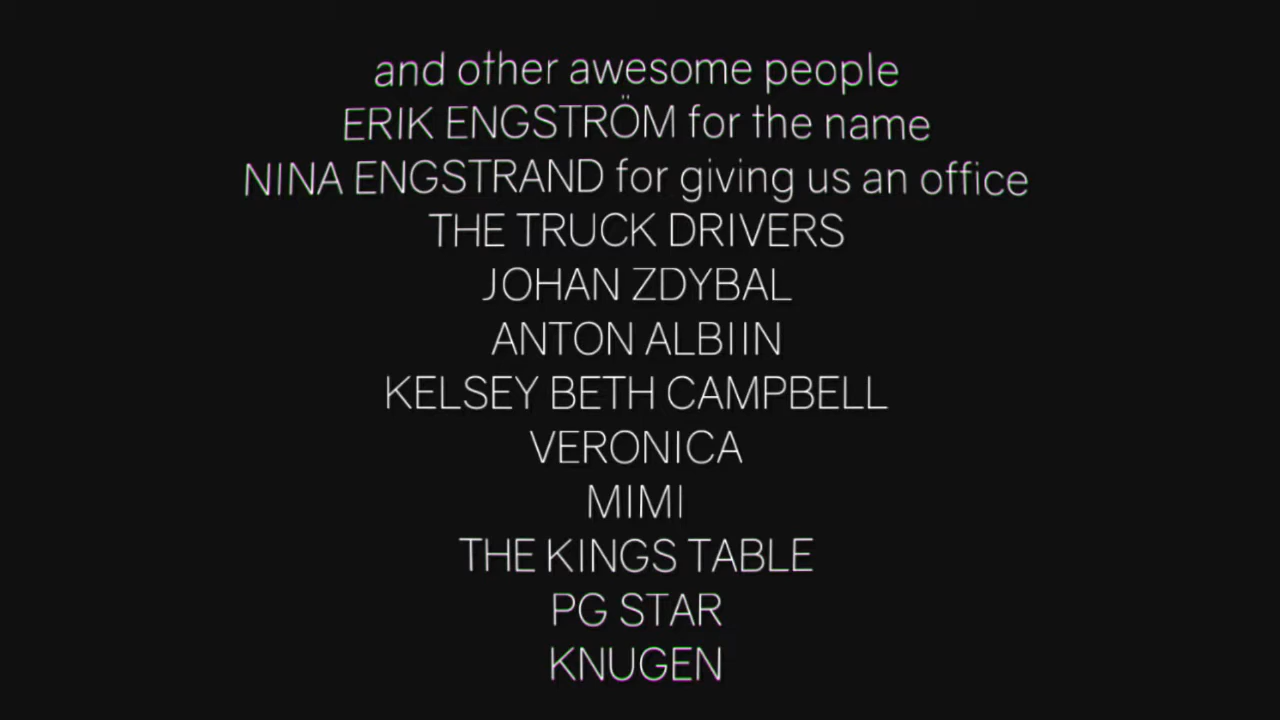 and other awesome people
ERIK ENGSTRÖM for the name
NINA ENGSTRAND for giving us an office
THE TRUCK DRIVERS
JOHAN ZDYBAL
ANTON ALBIIN
KELSEY BETH CAMPBELL
VERONICA
MIMI
THE KINGS TABLE
PG STAR
KNUGEN